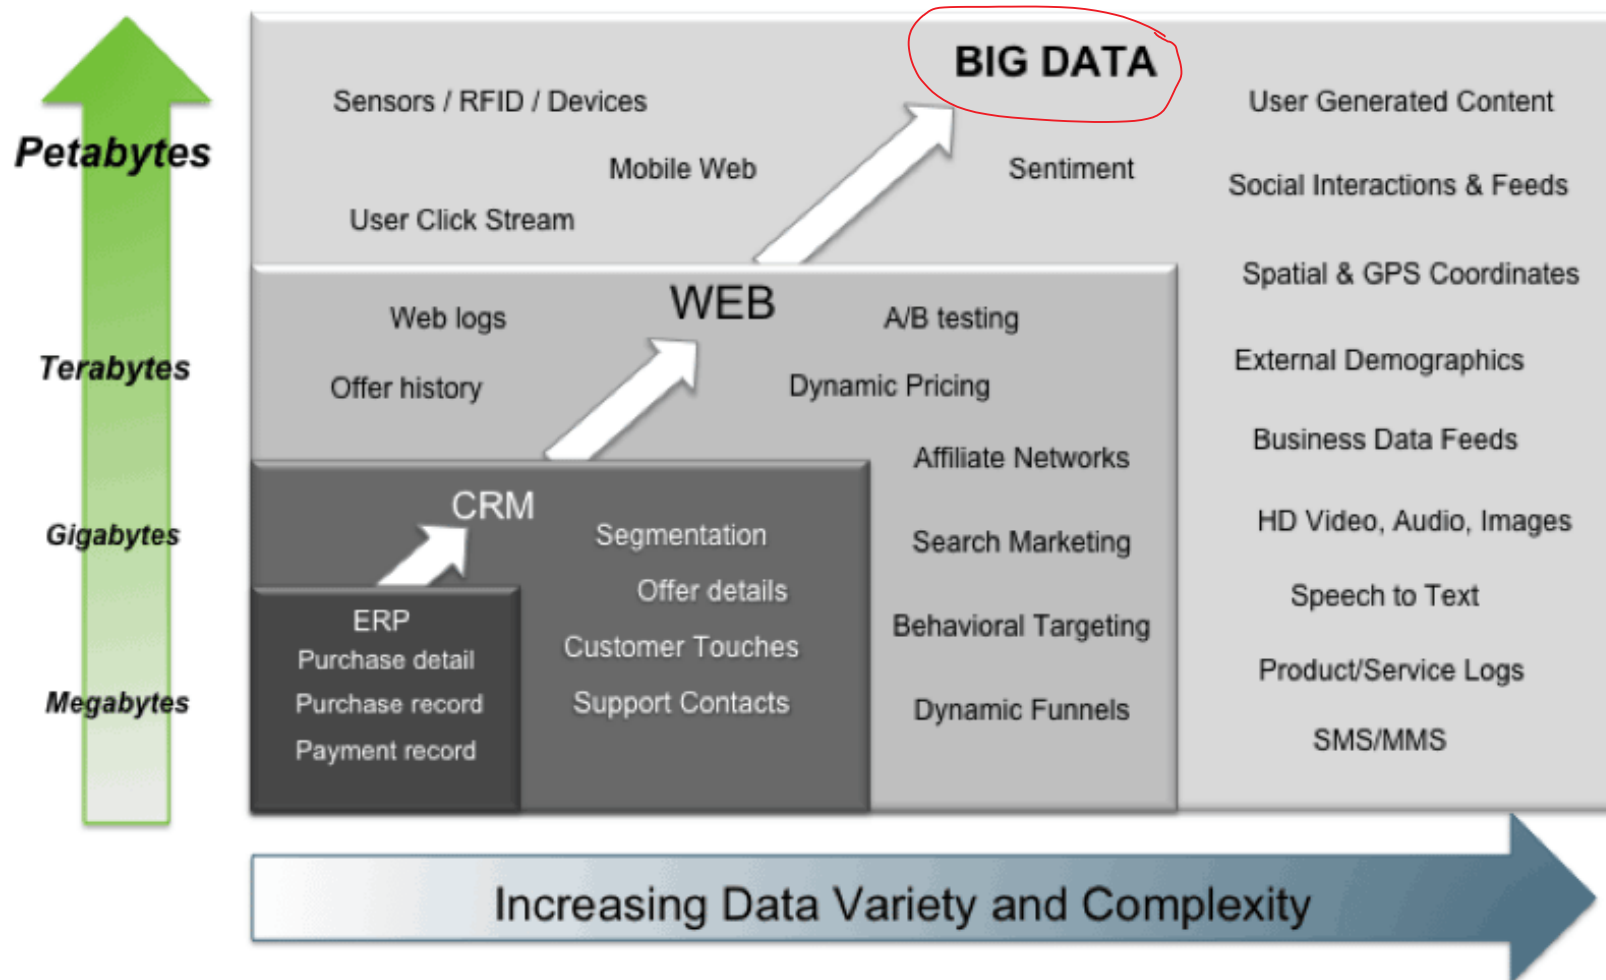 BIG DATA
Sensors / RFID / Devices
User Generated Content
Petabytes
Mobile Web
Sentiment
Social Interactions & Feeds
User Click Stream
Spatial & GPS Coordinates
WEB
Web logs
A/B testing
Terabytes
External Demographics
Offer history
Dynamic Pricing
Business Data Feeds
Affiliate Networks
CRM
HD Video, Audio, Images
Gigabytes
Segmentation
Search Marketing
Offer details
Speech to Text
ERP
Behavioral Targeting
Customer Touches
Purchase detail
Product/Service Logs
Megabytes
Purchase record
Support Contacts
Dynamic Funnels
SMS/MMS
Payment record
Increasing Data Variety and Complexity